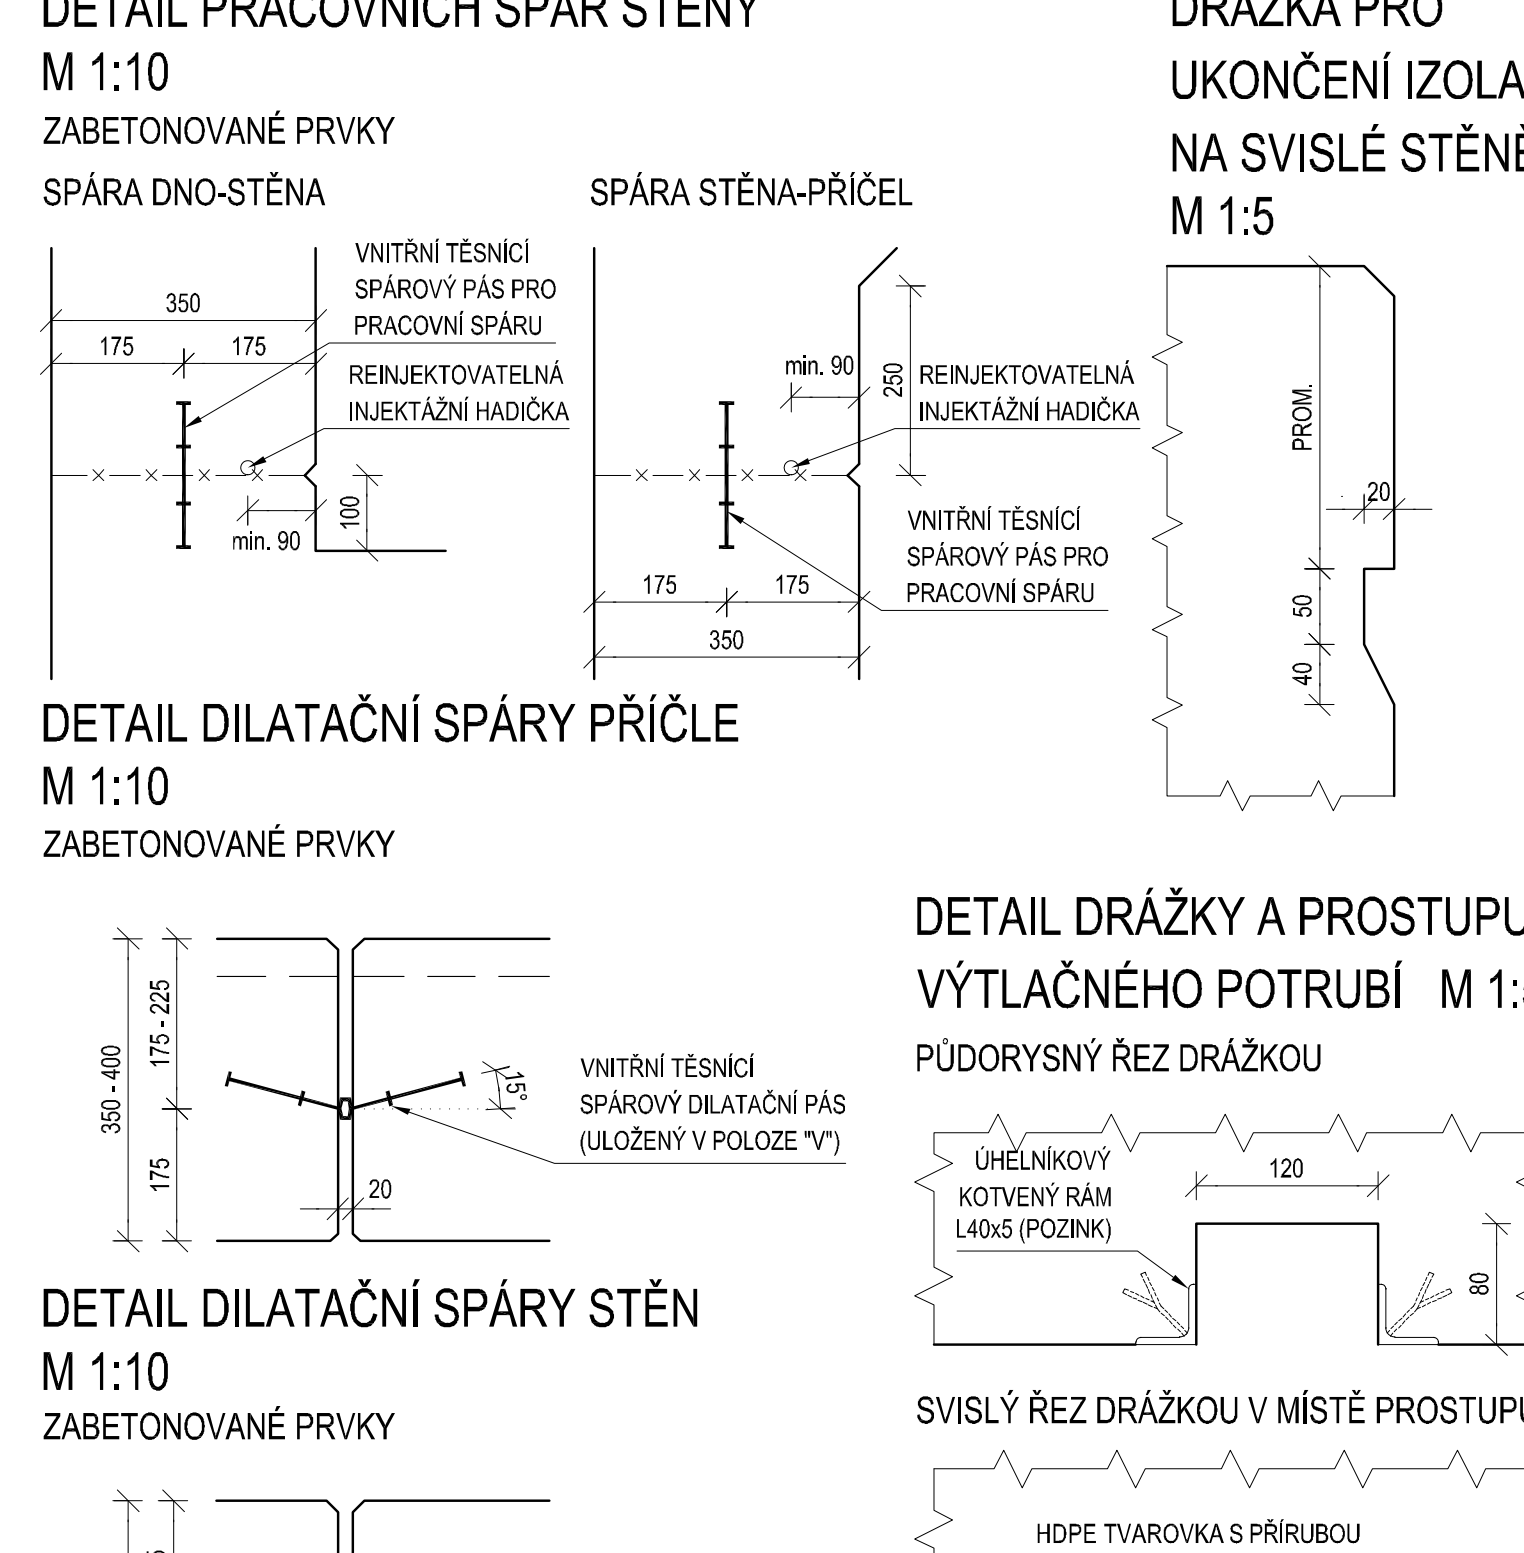 DETAIL PRACOVNÍCH SPAR STĚNY
M 1:10
ZABETONOVANÉ PRVKY
SPÁRA DNO-STĚNA
350
175
175
VNITŘNÍ TĚSNÍCÍ
SPÁROVÝ PÁS PRO
PRACOVNÍ SPÁRU
REINJEKTOVATELNÁ
INJEKTÁŽNÍ HADIČKA
min. 90
100
SPÁRA STĚNA-PŘÍČEL
min. 90
250
REINJEKTOVATELNÁ
INJEKTÁŽNÍ HADIČKA
VNITŘNÍ TĚSNÍCÍ
SPÁROVÝ PÁS PRO
PRACOVNÍ SPÁRU
175
175
350
DRÁŽKA PRO
UKONČENÍ IZOLA
NA SVISLÉ STĚNĚ
M 1:5
PROM.
20
50
40
DETAIL DILATAČNÍ SPÁRY PŘÍČLE
M 1:10
ZABETONOVANÉ PRVKY
350 - 400
175 - 225
175
20
15°
VNITŘNÍ TĚSNÍCÍ
SPÁROVÝ DILATAČNÍ PÁS
(ULOŽENÝ V POLOZE "V")
DETAIL DRÁŽKY A PROSTUPU
VÝTLAČNÉHO POTRUBÍ M 1:5
PŮDORYSNÝ ŘEZ DRÁŽKOU
ÚHELNÍKOVÝ
KOTVENÝ RÁM
L40x5 (POZINK)
120
80
SVISLÝ ŘEZ DRÁŽKOU V MÍSTĚ PROSTUPU
HDPE TVAROVKA S PŘÍRUBOU
DETAIL DILATAČNÍ SPÁRY STĚN
M 1:10
ZABETONOVANÉ PRVKY